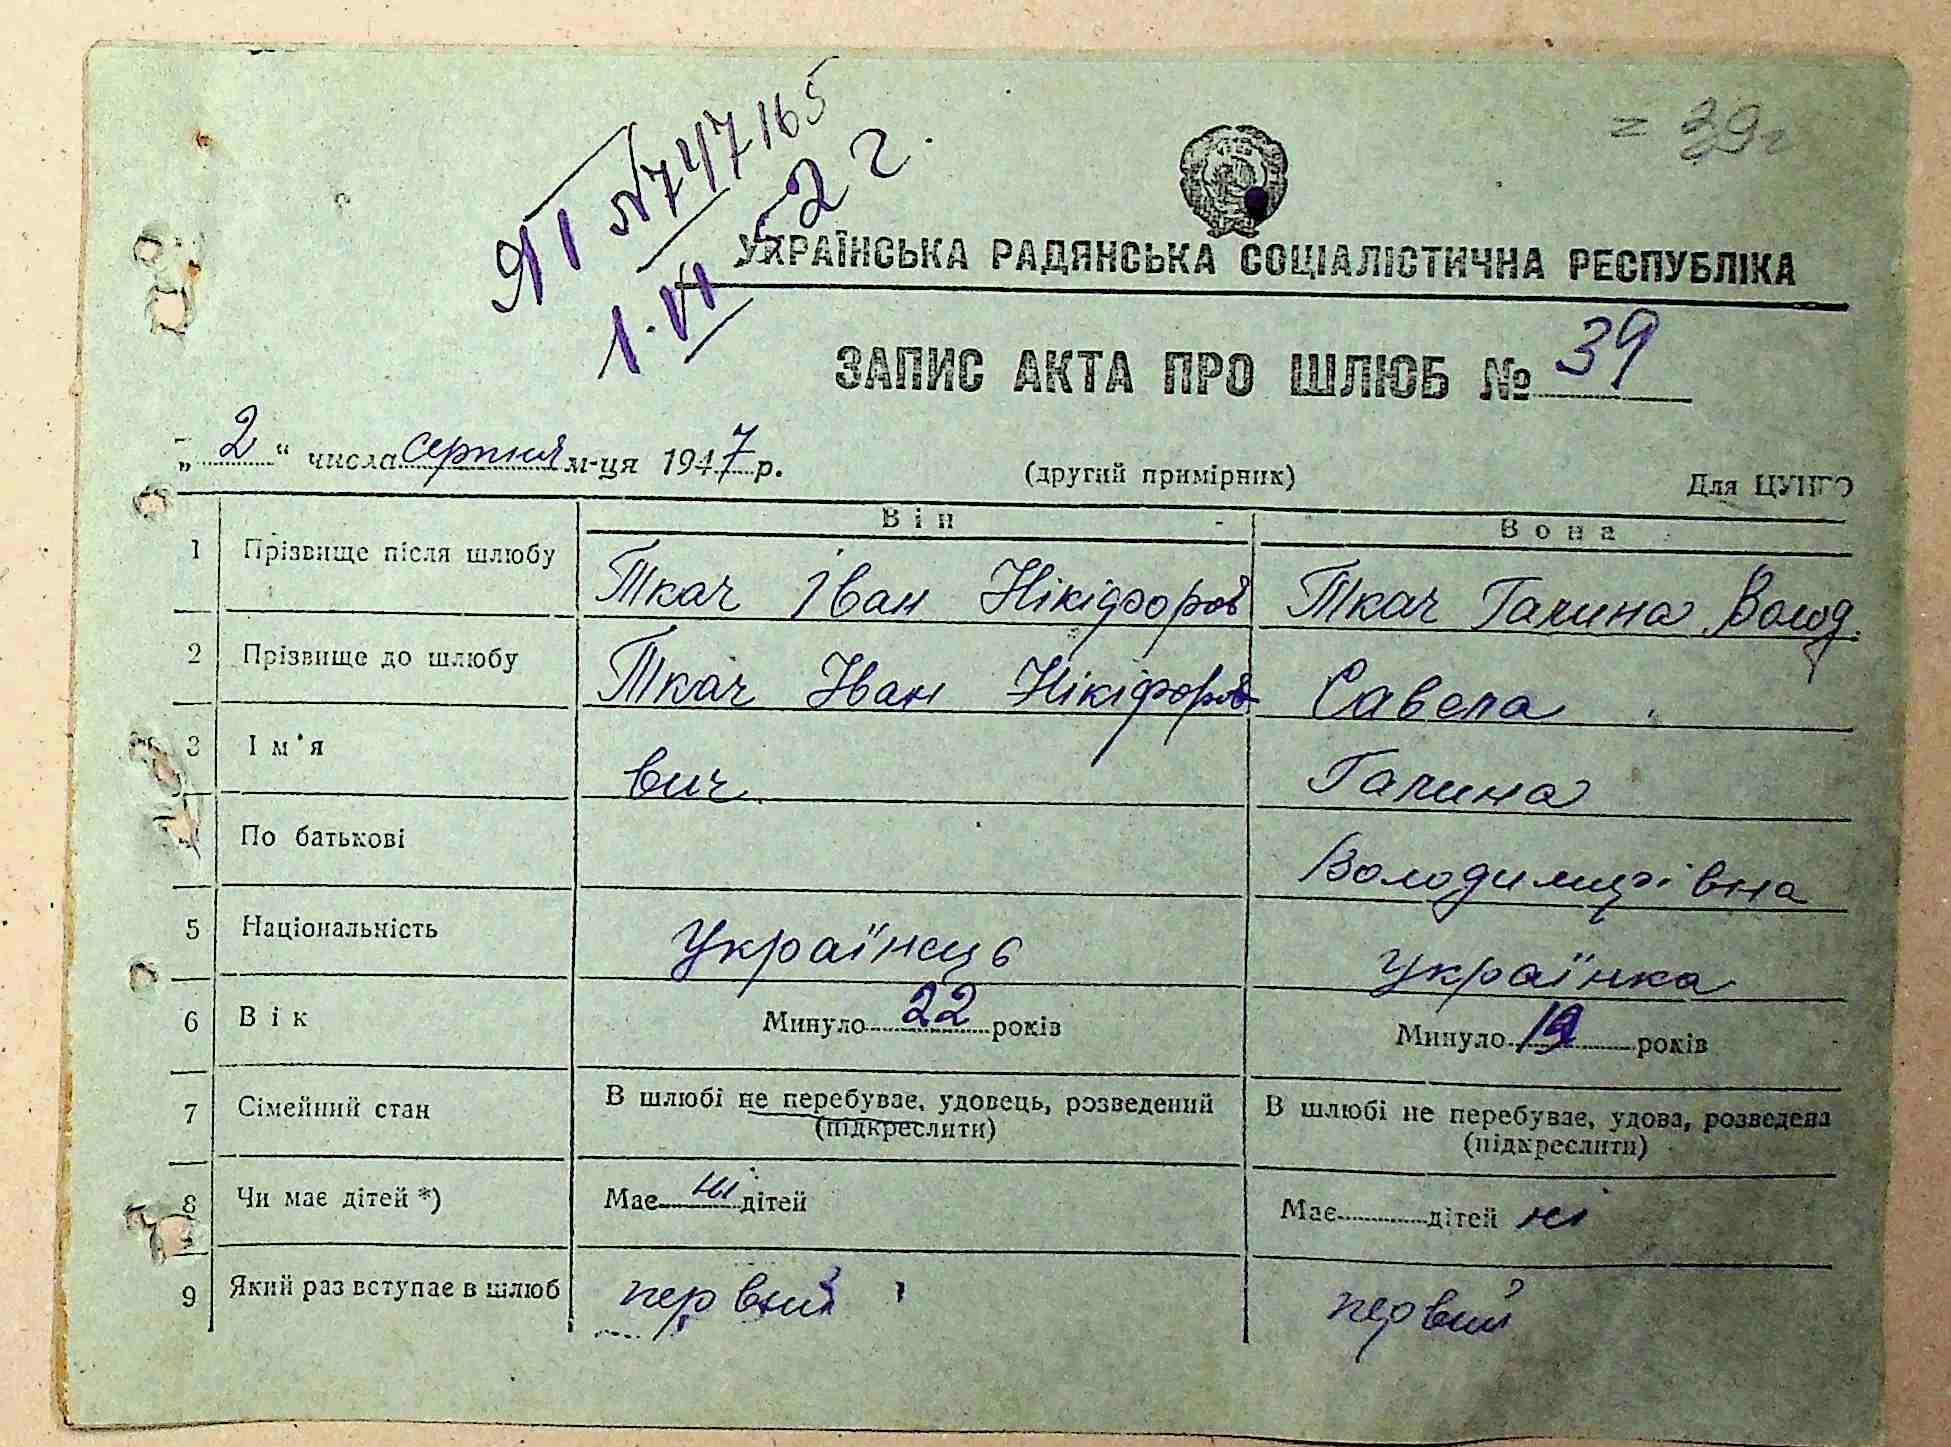 ЯП №747165
1.VI 52 г.
= 39г
УКРАЇНСЬКА РАДЯНСЬКА СОЦІАЛІСТИЧНА РЕСПУБЛІКА
ЗАПИС АКТА ПРО ШЛЮБ № 39
„ 2 “ числа серпня м-ця 1947 р. (другий примірник) Для ЦУНГО
Він Вона
1 Прізвище після шлюбу Ткач Іван Нікіфоров Ткач Галина Волод.
2 Прізвище до шлюбу Ткач Іван Нікіфоров Савела
3 Ім'я вич Галина
По батькові Володимирівна
5 Національність Українець Українка
6 Вік Минуло 22 років Минуло 19 років
7 Сімейний стан В шлюбі не перебуває, удовець, розведений В шлюбі не перебуває, удова, розведена
(підкреслити) (підкреслити)
8 Чи має дітей *) Має ні дітей Має дітей ні
9 Який раз вступає в шлюб первий первий